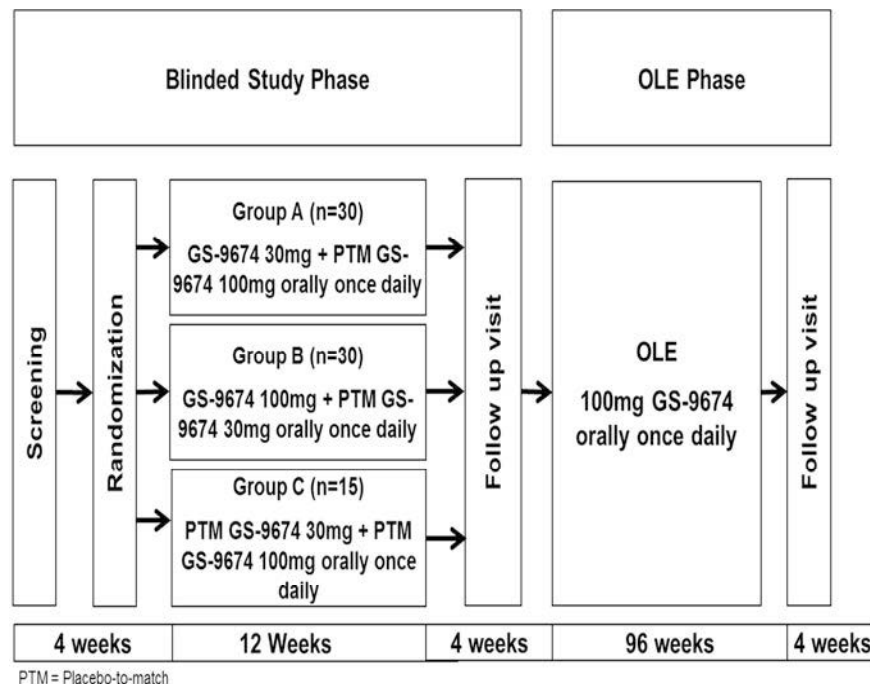 Blinded Study Phase
OLE Phase
Screening
Randomization
Group A (n=30)
GS-9674 30mg + PTM GS-
9674 100mg orally once daily
Group B (n=30)
GS-9674 100mg + PTM GS-
9674 30mg orally once daily
Group C (n=15)
PTM GS-9674 30mg + PTM
GS-9674 100mg orally once
daily
Follow up visit
OLE
100mg GS-9674
orally once daily
Follow up visit
4 weeks
12 Weeks
4 weeks
96 weeks
4 weeks
PTM = Placebo-to-match